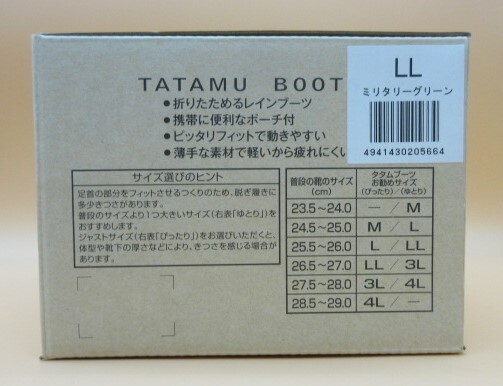 LL
ミリタリーグリーン
4941430205664
TATAMU BOOT
●折りたためるレインブーツ
●携帯に便利なポーチ付
●ピッタリフィットで動きやすい
●薄手な素材で軽いから疲れにくい
サイズ選びのヒント
足首の部分をフィットさせるつくりのため、脱ぎ履きに
多少きつさがあります。
普段のサイズより1つ大きいサイズ(右表「ゆとり」)を
おすすめします。
ジャストサイズ(右表「ぴったり」)をお選びいただくと、
体型や靴下の厚さなどにより、きつさを感じる場合が
あります。
普段の靴のサイズ
(cm)
タタムブーツ
お勧めサイズ
(ぴったり)/(ゆとり)
23.5~24.0 ー / M
24.5~25.0 M / L
25.5~26.0 L / LL
26.5~27.0 LL / 3L
27.5~28.0 3L / 4L
28.5~29.0 4L / ー